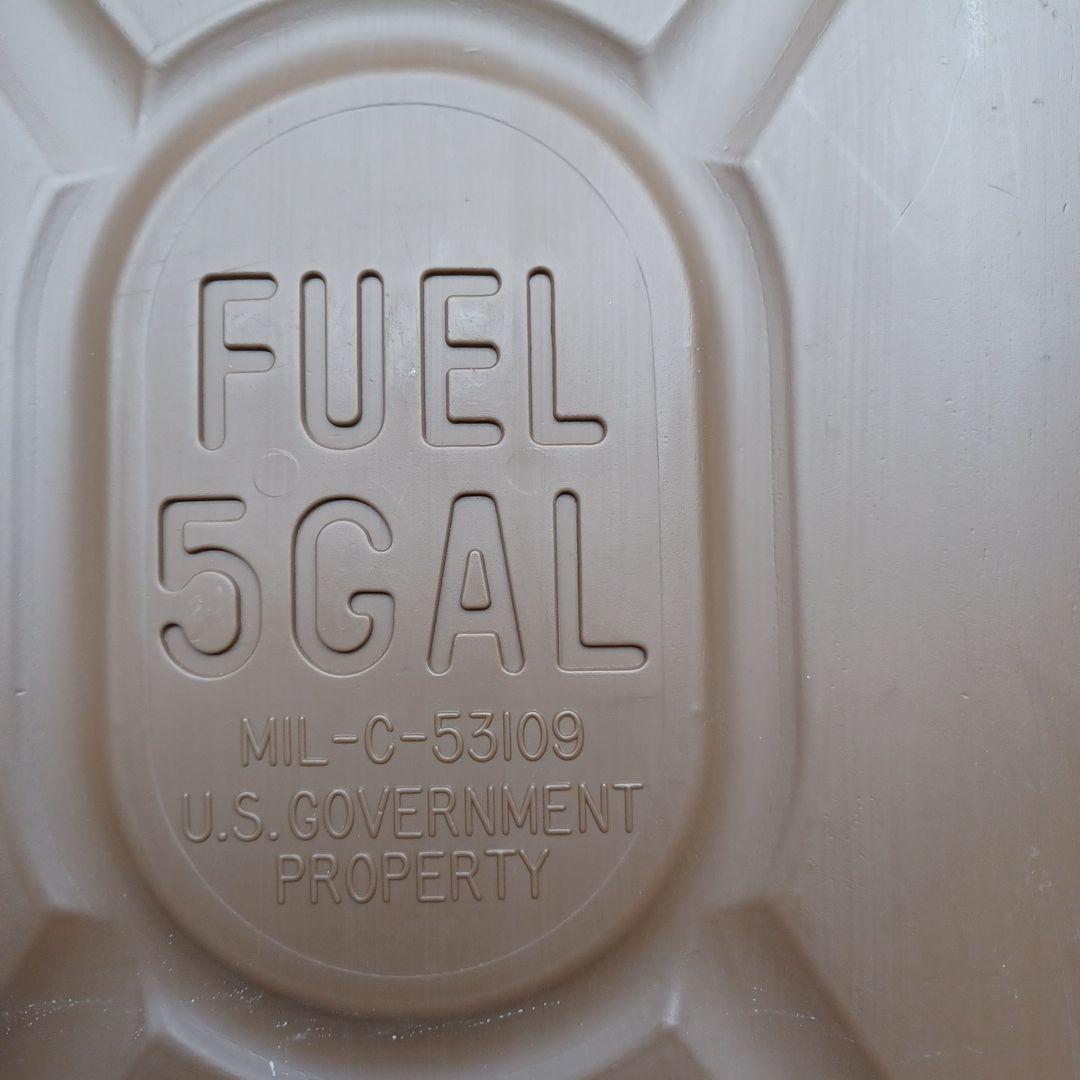 FUEL
5GAL
MIL-C-53109
U.S. GOVERNMENT
PROPERTY